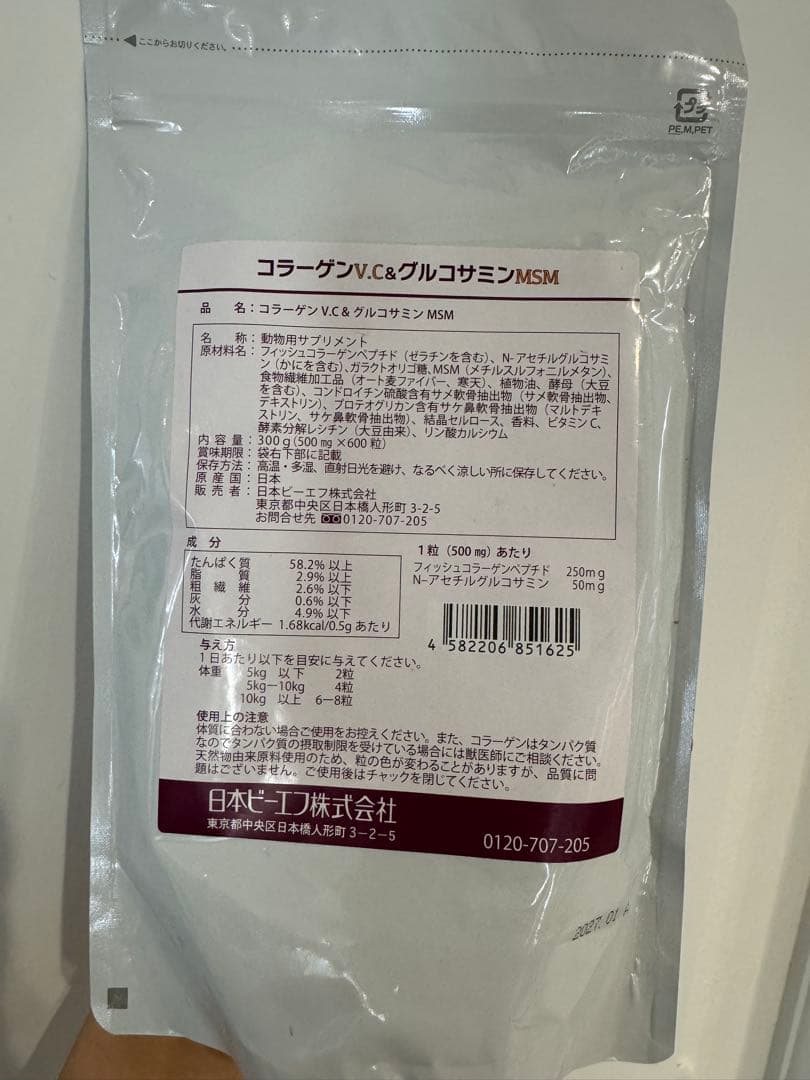 ここからお切りください。
PE,M,PET
コラーゲンV.C&グルコサミンMSM
品　名：コラーゲン V.C & グルコサミン MSM
名　称：動物用サプリメント
原材料名：フィッシュコラーゲンペプチド（ゼラチンを含む）、N-アセチルグルコサミ
ン（かにを含む）、ガラクトオリゴ糖、MSM（メチルスルフォニルメタン）、
食物繊維加工品（オート麦ファイバー、寒天）、植物油、酵母（大豆
を含む）、コンドロイチン硫酸含有サメ軟骨抽出物（サメ軟骨抽出物、
デキストリン）、プロテオグリカン含有サケ鼻軟骨抽出物（マルトデキ
ストリン、サケ鼻軟骨抽出物）、結晶セルロース、香料、ビタミンC、
酵素分解レシチン（大豆由来）、リン酸カルシウム
内容量：300g（500㎎×600粒）
賞味期限：袋右下部に記載
保存方法：高温・多湿、直射日光を避け、なるべく涼しい所に保存してください。
原産国：日本
販売者：日本ビーエフ株式会社
東京都中央区日本橋人形町 3-2-5
お問合せ先 0120-707-205
成　分
たんぱく質 58.2% 以上
脂　質 2.9% 以上
粗繊維 2.6% 以下
灰　分 0.6% 以下
水　分 4.9% 以下
代謝エネルギー 1.68kcal/0.5g あたり
1粒（500㎎）あたり
フィッシュコラーゲンペプチド 250mg
N-アセチルグルコサミン 50mg
4 582206 851625
与え方
1日あたり以下を目安に与えてください。
体重 5kg 以下 2粒
5kg－10kg 4粒
10kg 以上 6－8粒
使用上の注意
体質に合わない場合ご使用をお控えください。また、コラーゲンはタンパク質
なのでタンパク質の摂取制限を受けている場合には獣医師にご相談ください。
天然物由来原料使用のため、粒の色が変わることがありますが、品質に問
題はございません。ご使用後はチャックを閉じてください。
日本ビーエフ株式会社
東京都中央区日本橋人形町 3－2－5
0120-707-205
2027. 01